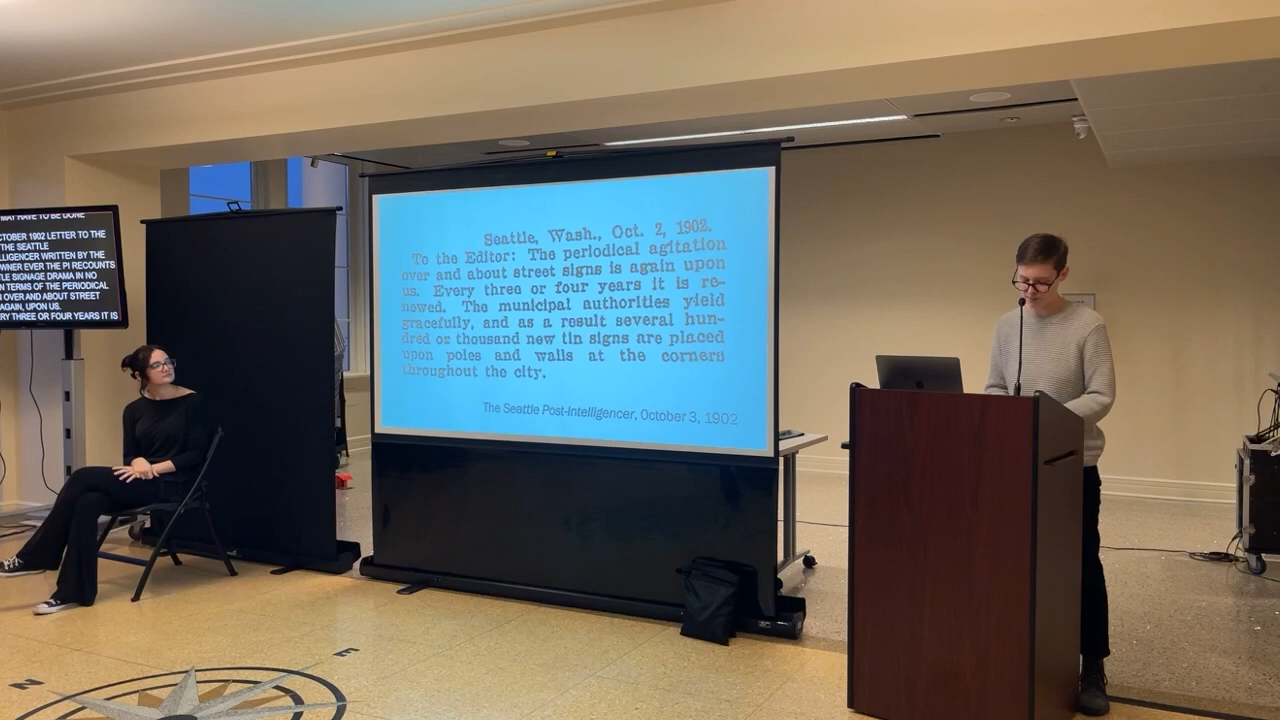 MAY HAVE TO BE DONE
CTOBER 1902 LETTER TO THE
THE SEATTLE
LLIGENCER WRITTEN BY THE
WNER EVER THE PI RECOUNTS
TLE SIGNAGE DRAMA IN NO
N TERMS OF THE PERIODICAL
OVER AND ABOUT STREET
AGAIN, UPON US.
RY THREE OR FOUR YEARS IT IS
Seattle, Wash., Oct. 2, 1902.
To the Editor: The periodical agitation
over and about street signs is again upon
us. Every three or four years it is re-
newed. The municipal authorities yield
gracefully, and as a result several hun-
dred or thousand new tin signs are placed
upon poles and walls at the corners
throughout the city.
The Seattle Post-Intelligencer, October 3, 1902
N
E